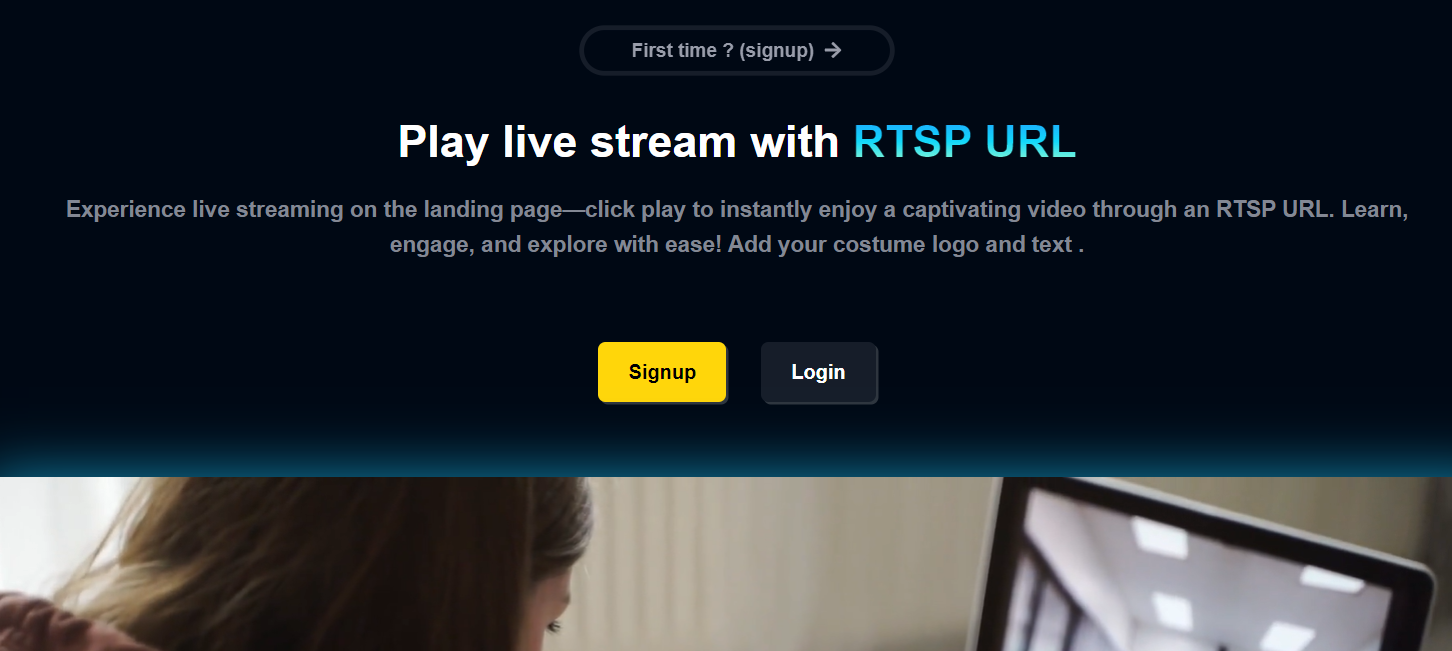 First time ? (signup) →
Play live stream with RTSP URL
Experience live streaming on the landing page—click play to instantly enjoy a captivating video through an RTSP URL. Learn,
engage, and explore with ease! Add your costume logo and text .
Signup
Login